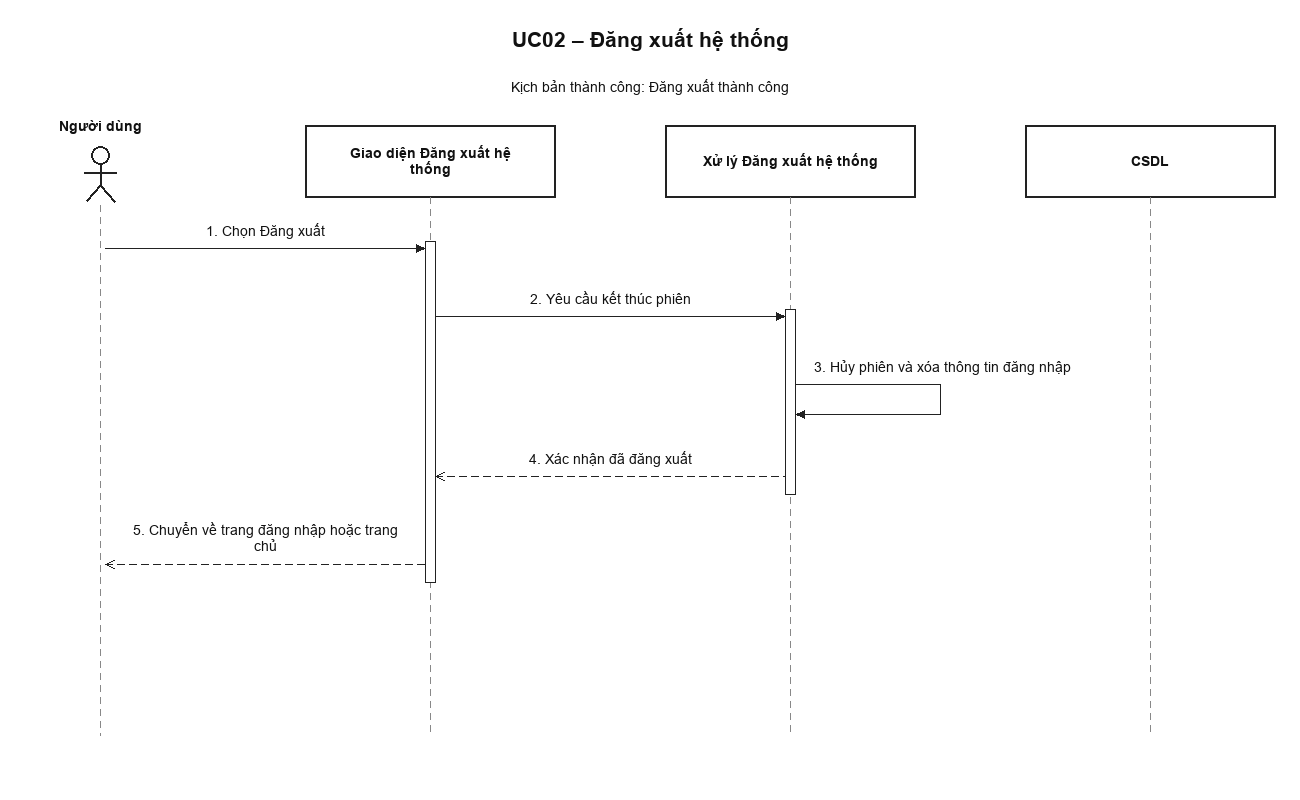 UC02 – Đăng xuất hệ thống
Kịch bản thành công: Đăng xuất thành công
Người dùng
Giao diện Đăng xuất hệ
thống
Xử lý Đăng xuất hệ thống
CSDL
1. Chọn Đăng xuất
2. Yêu cầu kết thúc phiên
3. Hủy phiên và xóa thông tin đăng nhập
4. Xác nhận đã đăng xuất
5. Chuyển về trang đăng nhập hoặc trang
chủ